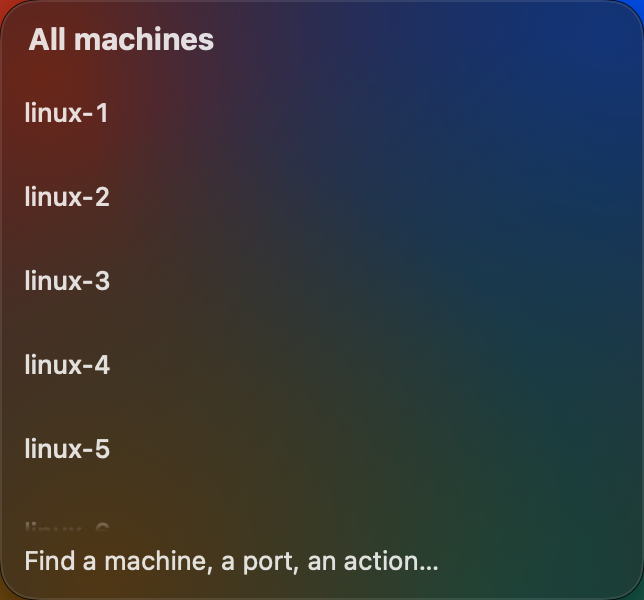 All machines
linux-1
linux-2
linux-3
linux-4
linux-5
Find a machine, a port, an action…